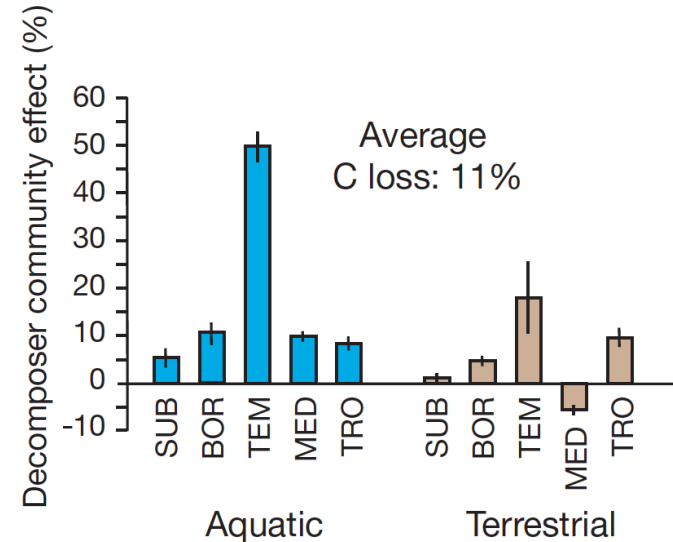 Decomposer community effect (%)
60
50
40
30
20
10
0
-10
Average
C loss: 11%
SUB
BOR
TEM
MED
TRO
SUB
BOR
TEM
MED
TRO
Aquatic
Terrestrial